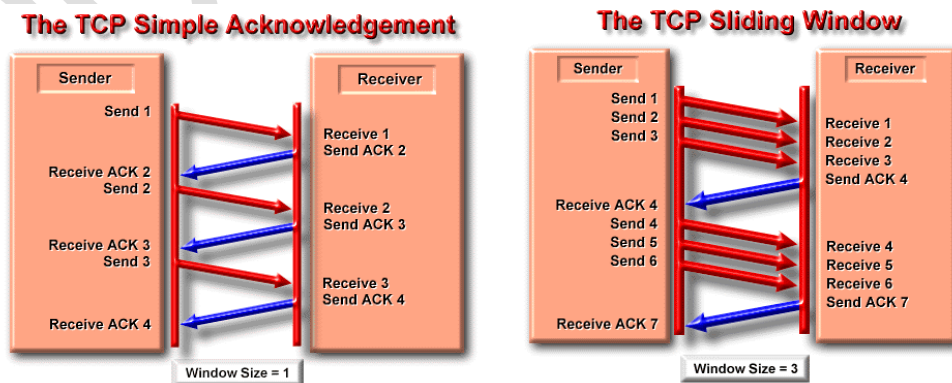 The TCP Simple Acknowledgement
Sender
Receiver
Send 1
Receive 1
Send ACK 2
Receive ACK 2
Send 2
Receive 2
Send ACK 3
Receive ACK 3
Send 3
Receive 3
Send ACK 4
Receive ACK 4
Window Size = 1
The TCP Sliding Window
Sender
Receiver
Send 1
Send 2
Send 3
Receive 1
Receive 2
Receive 3
Send ACK 4
Receive ACK 4
Send 4
Send 5
Send 6
Receive 4
Receive 5
Receive 6
Send ACK 7
Receive ACK 7
Window Size = 3